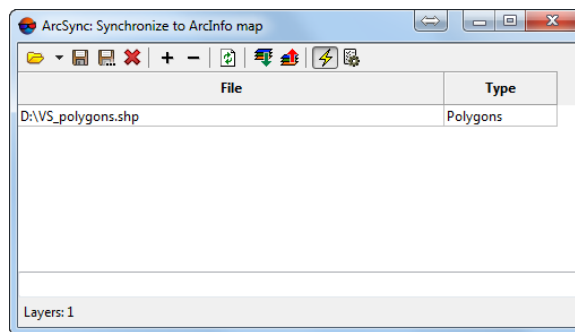 ArcSync: Synchronize to ArcInfo map
File Type
D:\VS_polygons.shp Polygons
Layers: 1